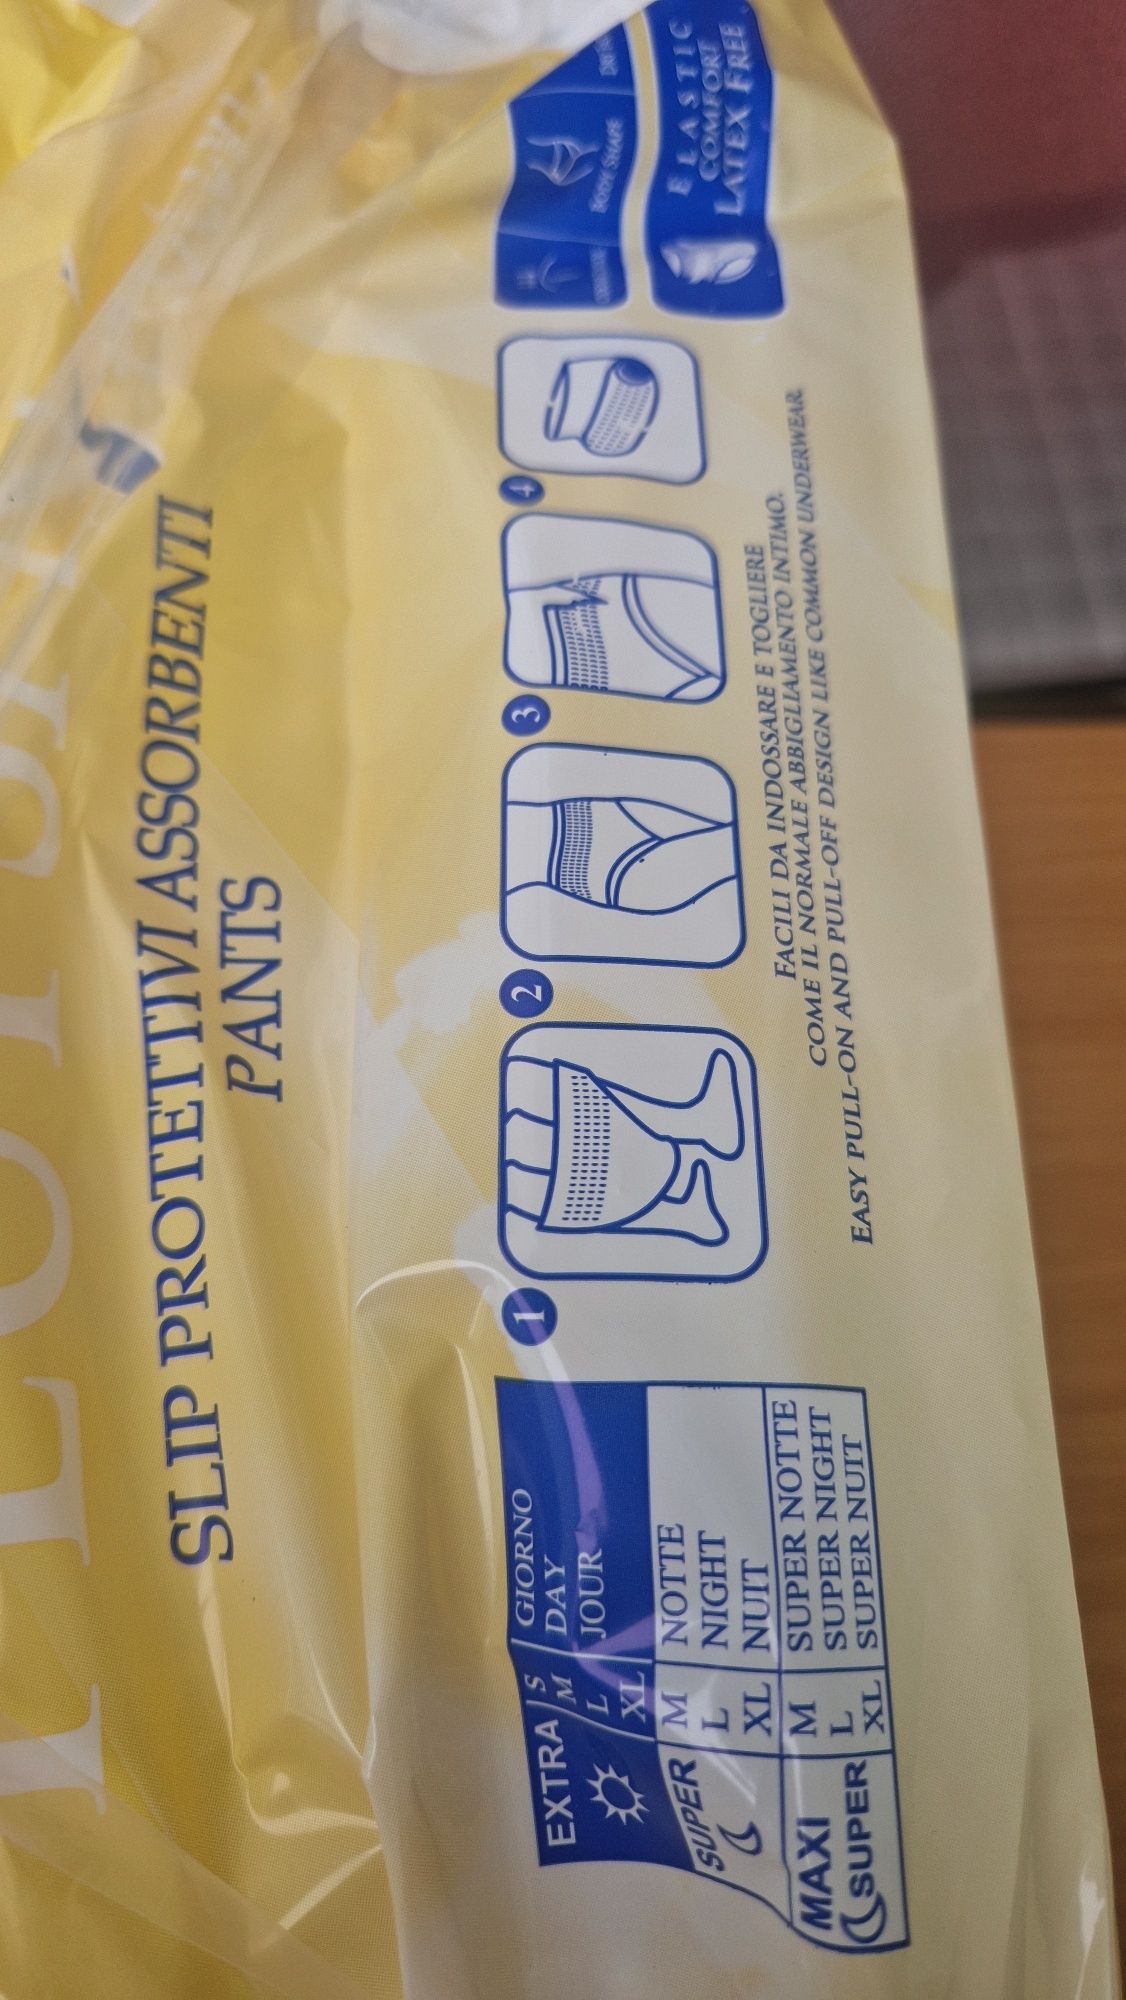 SLIP PROTETTIVI ASSORBENTI
PANTS
EXTRA
S
M
L
XL
GIORNO
DAY
JOUR
SUPER
M
L
XL
NOTTE
NIGHT
NUIT
MAXI
SUPER
M
L
XL
SUPER NOTTE
SUPER NIGHT
SUPER NUIT
1
2
3
4
FACILI DA INDOSSARE E TOGLIERE
COME IL NORMALE ABBIGLIAMENTO INTIMO.
EASY PULL-ON AND PULL-OFF DESIGN LIKE COMMON UNDERWEAR.
BODY SHAPE
ELASTIC
COMFORT
LATEX FREE